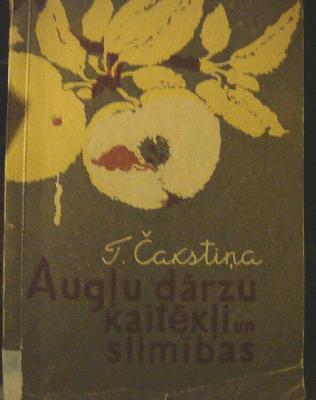 T. Čakstiņa
Augļu dārzu
kaitēkļi un
slimības